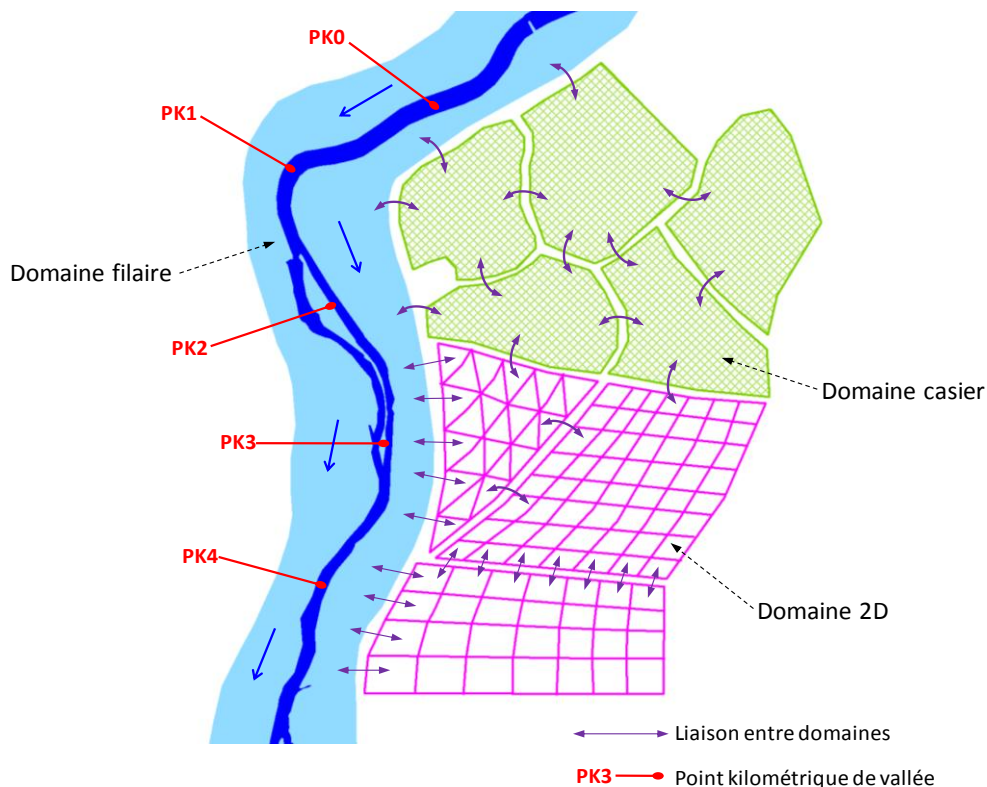 PK0
PK1
Domaine filaire
PK2
Domaine casier
PK3
PK4
Domaine 2D
Liaison entre domaines
PK3 Point kilométrique de vallée